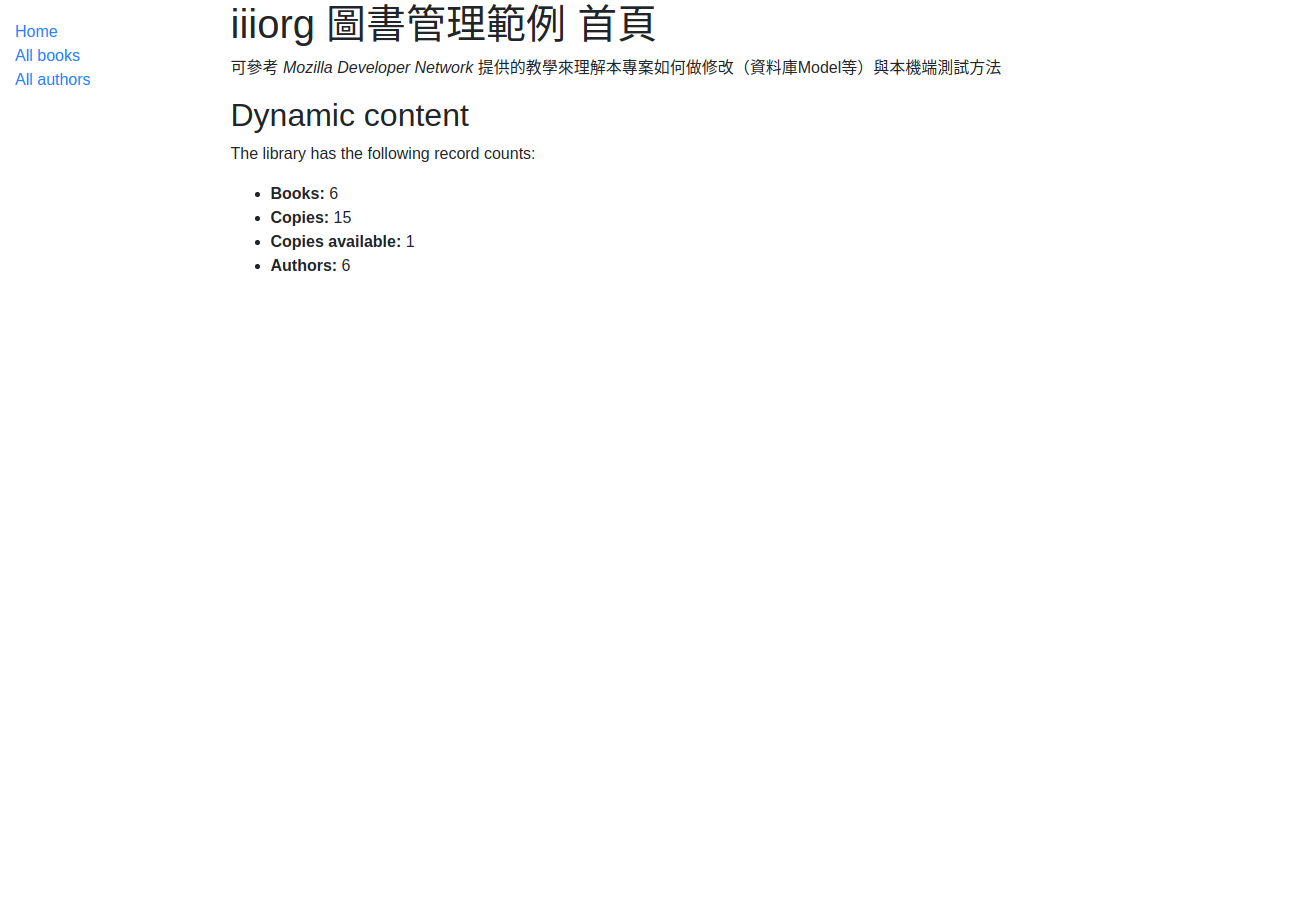 Home
All books
All authors
iiiorg 圖書管理範例 首頁
可參考 Mozilla Developer Network 提供的教學來理解本專案如何做修改（資料庫Model等）與本機端測試方法
Dynamic content
The library has the following record counts:
Books: 6
Copies: 15
Copies available: 1
Authors: 6